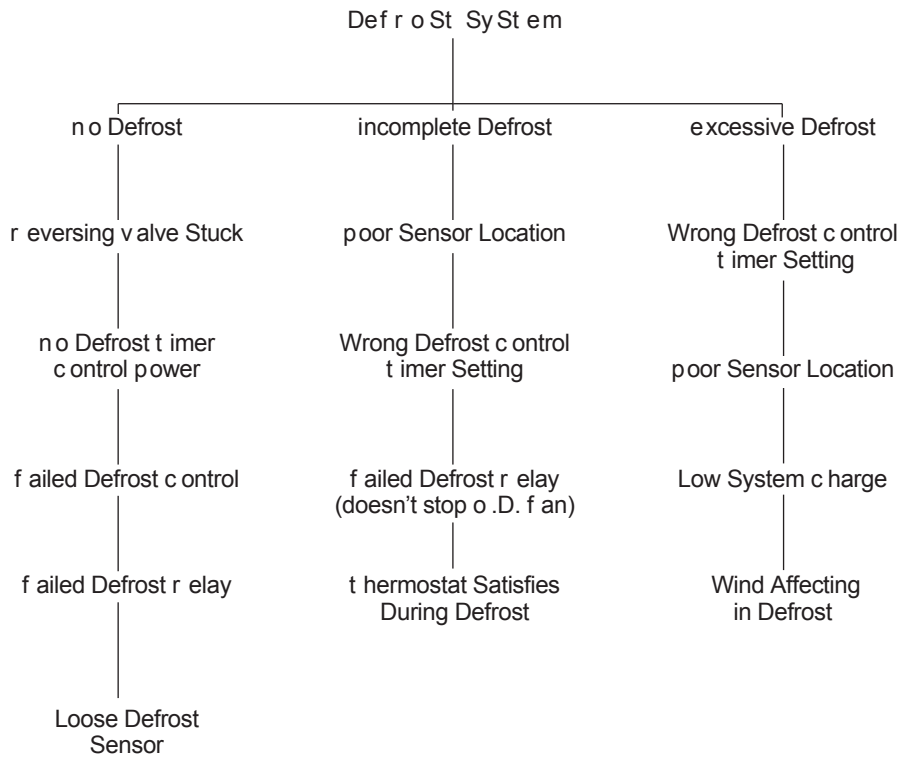 Def r o St Sy St em
n o Defrost
incomplete Defrost
e xcessive Defrost
r eversing v alve Stuck
p oor Sensor Location
Wrong Defrost c ontrol
t imer Setting
n o Defrost t imer
c ontrol p ower
Wrong Defrost c ontrol
t imer Setting
p oor Sensor Location
f ailed Defrost c ontrol
f ailed Defrost r elay
(doesn't stop o .D. f an)
Low System c harge
f ailed Defrost r elay
t hermostat Satisfies
During Defrost
Wind Affecting
in Defrost
Loose Defrost
Sensor